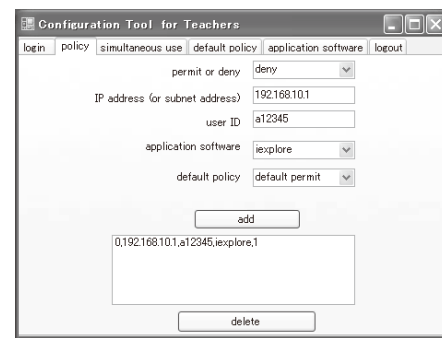 Configuration Tool for Teachers
login policy simultaneous use default policy application software logout
permit or deny deny
IP address (or subnet address) 192.168.10.1
user ID a12345
application software iexplore
default policy default permit
add
0,192.168.10.1,a12345,iexplore,1
delete